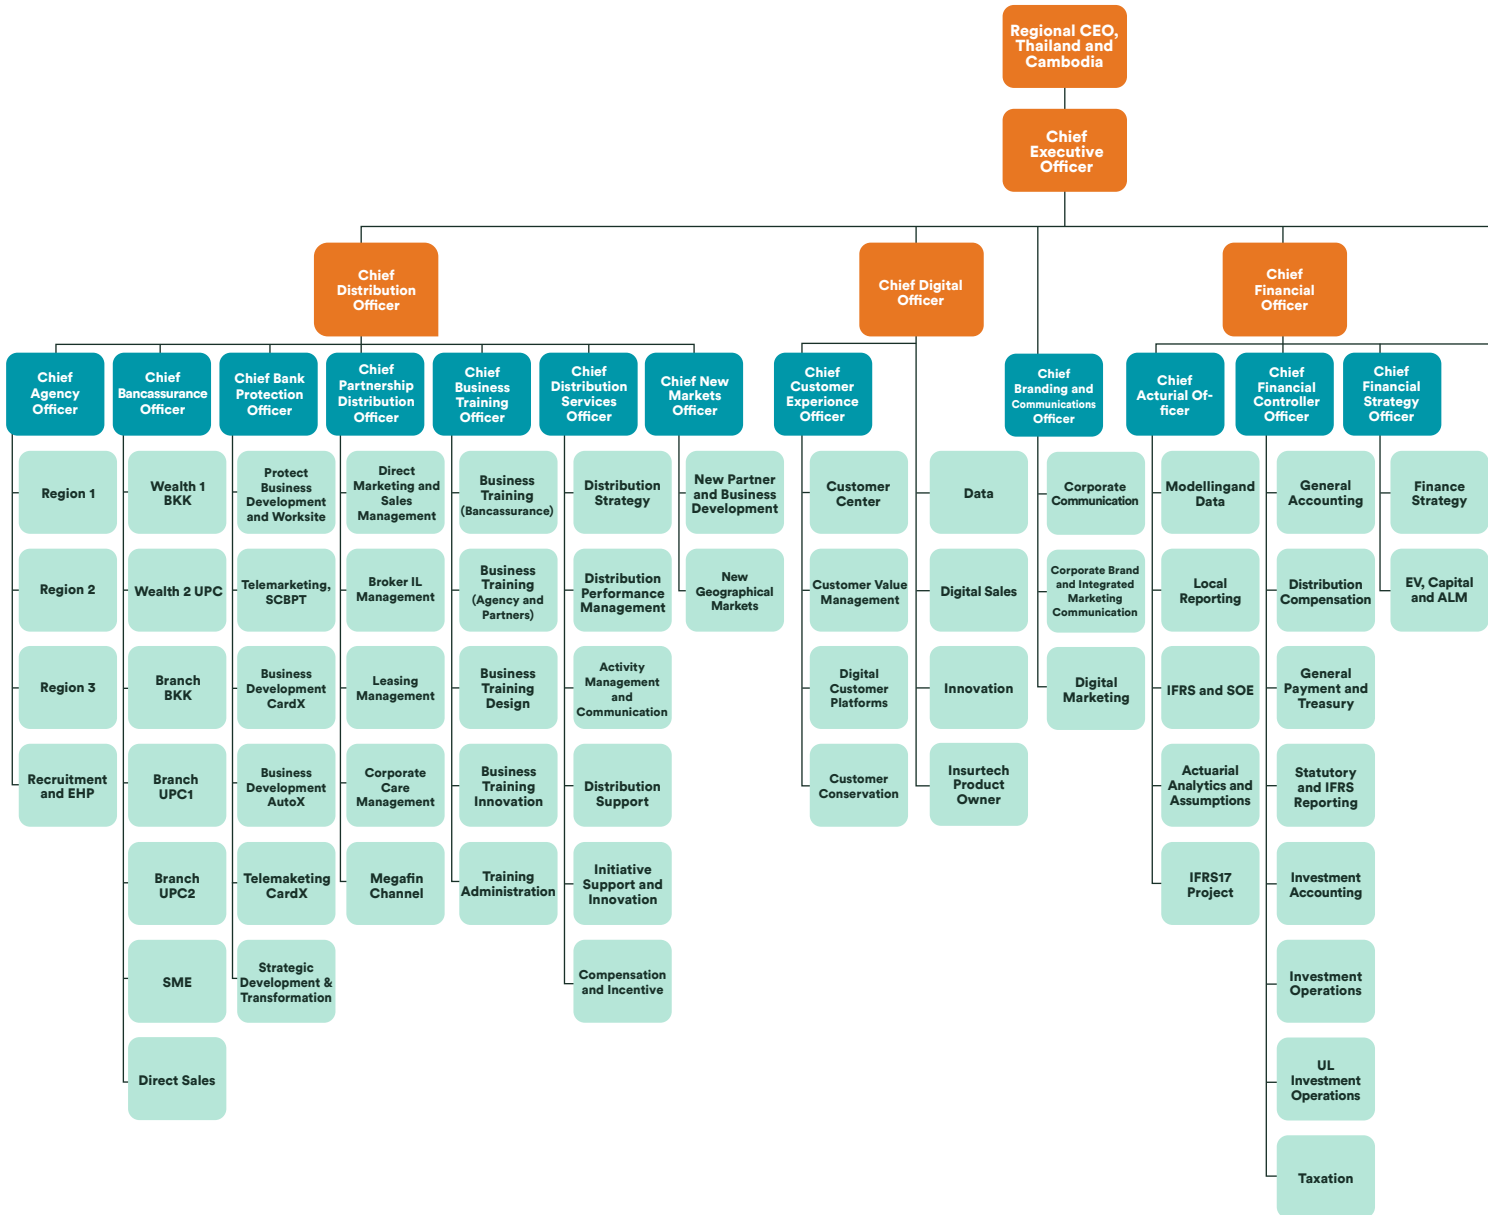 Regional CEO,
Thailand and
Cambodia
Chief
Executive
Officer
Chief
Distribution
Officer
Chief Digital
Officer
Chief
Financial
Officer
Chief
Agency
Officer
Chief
Bancassurance
Officer
Chief Bank
Protection
Officer
Chief
Partnership
Distribution
Officer
Chief
Business
Training
Officer
Chief
Distribution
Services
Officer
Chief New
Markets
Officer
Chief
Customer
Experionce
Officer
Chief
Branding and
Communications
Officer
Chief
Acturial Of-
ficer
Chief
Financial
Controller
Officer
Chief
Financial
Strategy
Officer
Region 1
Region 2
Region 3
Recruitment
and EHP
Wealth 1
BKK
Wealth 2 UPC
Branch
BKK
Branch
UPC1
Branch
UPC2
SME
Direct Sales
Protect
Business
Development
and Worksite
Telemarketing,
SCBPT
Business
Development
CardX
Business
Development
AutoX
Telemaketing
CardX
Strategic
Development &
Transformation
Direct
Marketing and
Sales
Management
Broker IL
Management
Leasing
Management
Corporate
Care
Management
Megafin
Channel
Business
Training
(Bancassurance)
Business
Training
(Agency and
Partners)
Business
Training
Design
Business
Training
Innovation
Training
Administration
Distribution
Strategy
Distribution
Performance
Management
Activity
Management
and
Communication
Distribution
Support
Initiative
Support and
Innovation
Compensation
and Incentive
New Partner
and Business
Development
New
Geographical
Markets
Customer
Center
Customer Value
Management
Digital
Customer
Platforms
Customer
Conservation
Data
Digital Sales
Innovation
Insurtech
Product
Owner
Corporate
Communication
Corporate Brand
and Integrated
Marketing
Communication
Digital
Marketing
Modellingand
Data
Local
Reporting
IFRS and SOE
Actuarial
Analytics and
Assumptions
IFRS17
Project
General
Accounting
Distribution
Compensation
General
Payment and
Treasury
Statutory
and IFRS
Reporting
Investment
Accounting
Investment
Operations
UL
Investment
Operations
Taxation
Finance
Strategy
EV, Capital
and ALM